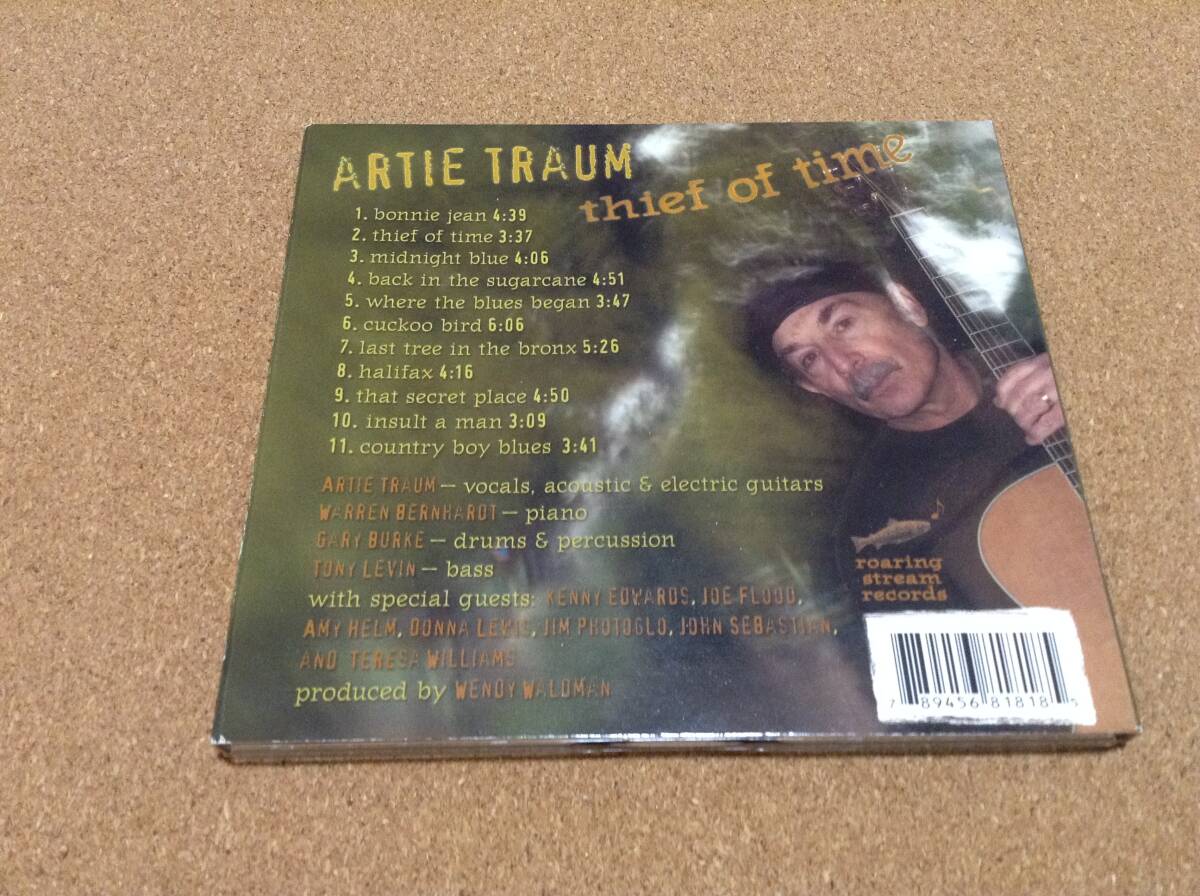 ARTIE TRAUM
thief of time
1. bonnie jean 4:39
2. thief of time 3:37
3. midnight blue 4:06
4. back in the sugarcane 4:51
5. where the blues began 3:47
6. cuckoo bird 6:06
7. last tree in the bronx 5:26
8. halifax 4:16
9. that secret place 4:50
10. insult a man 3:09
11. country boy blues 3:41
ARTIE TRAUM – vocals, acoustic & electric guitars
WARREN BERNHARDT – piano
GARY BURKE – drums & percussion
TONY LEVIN – bass
with special guests: KENNY EDWARDS, JOE FLOOD,
AMY HELM, DONNA LEWIS, JIM PHOTOGLO, JOHN SEBASTIAN,
AND TERESA WILLIAMS
produced by WENDY WALDMAN
roaring
stream
records
7 89456 81818 5